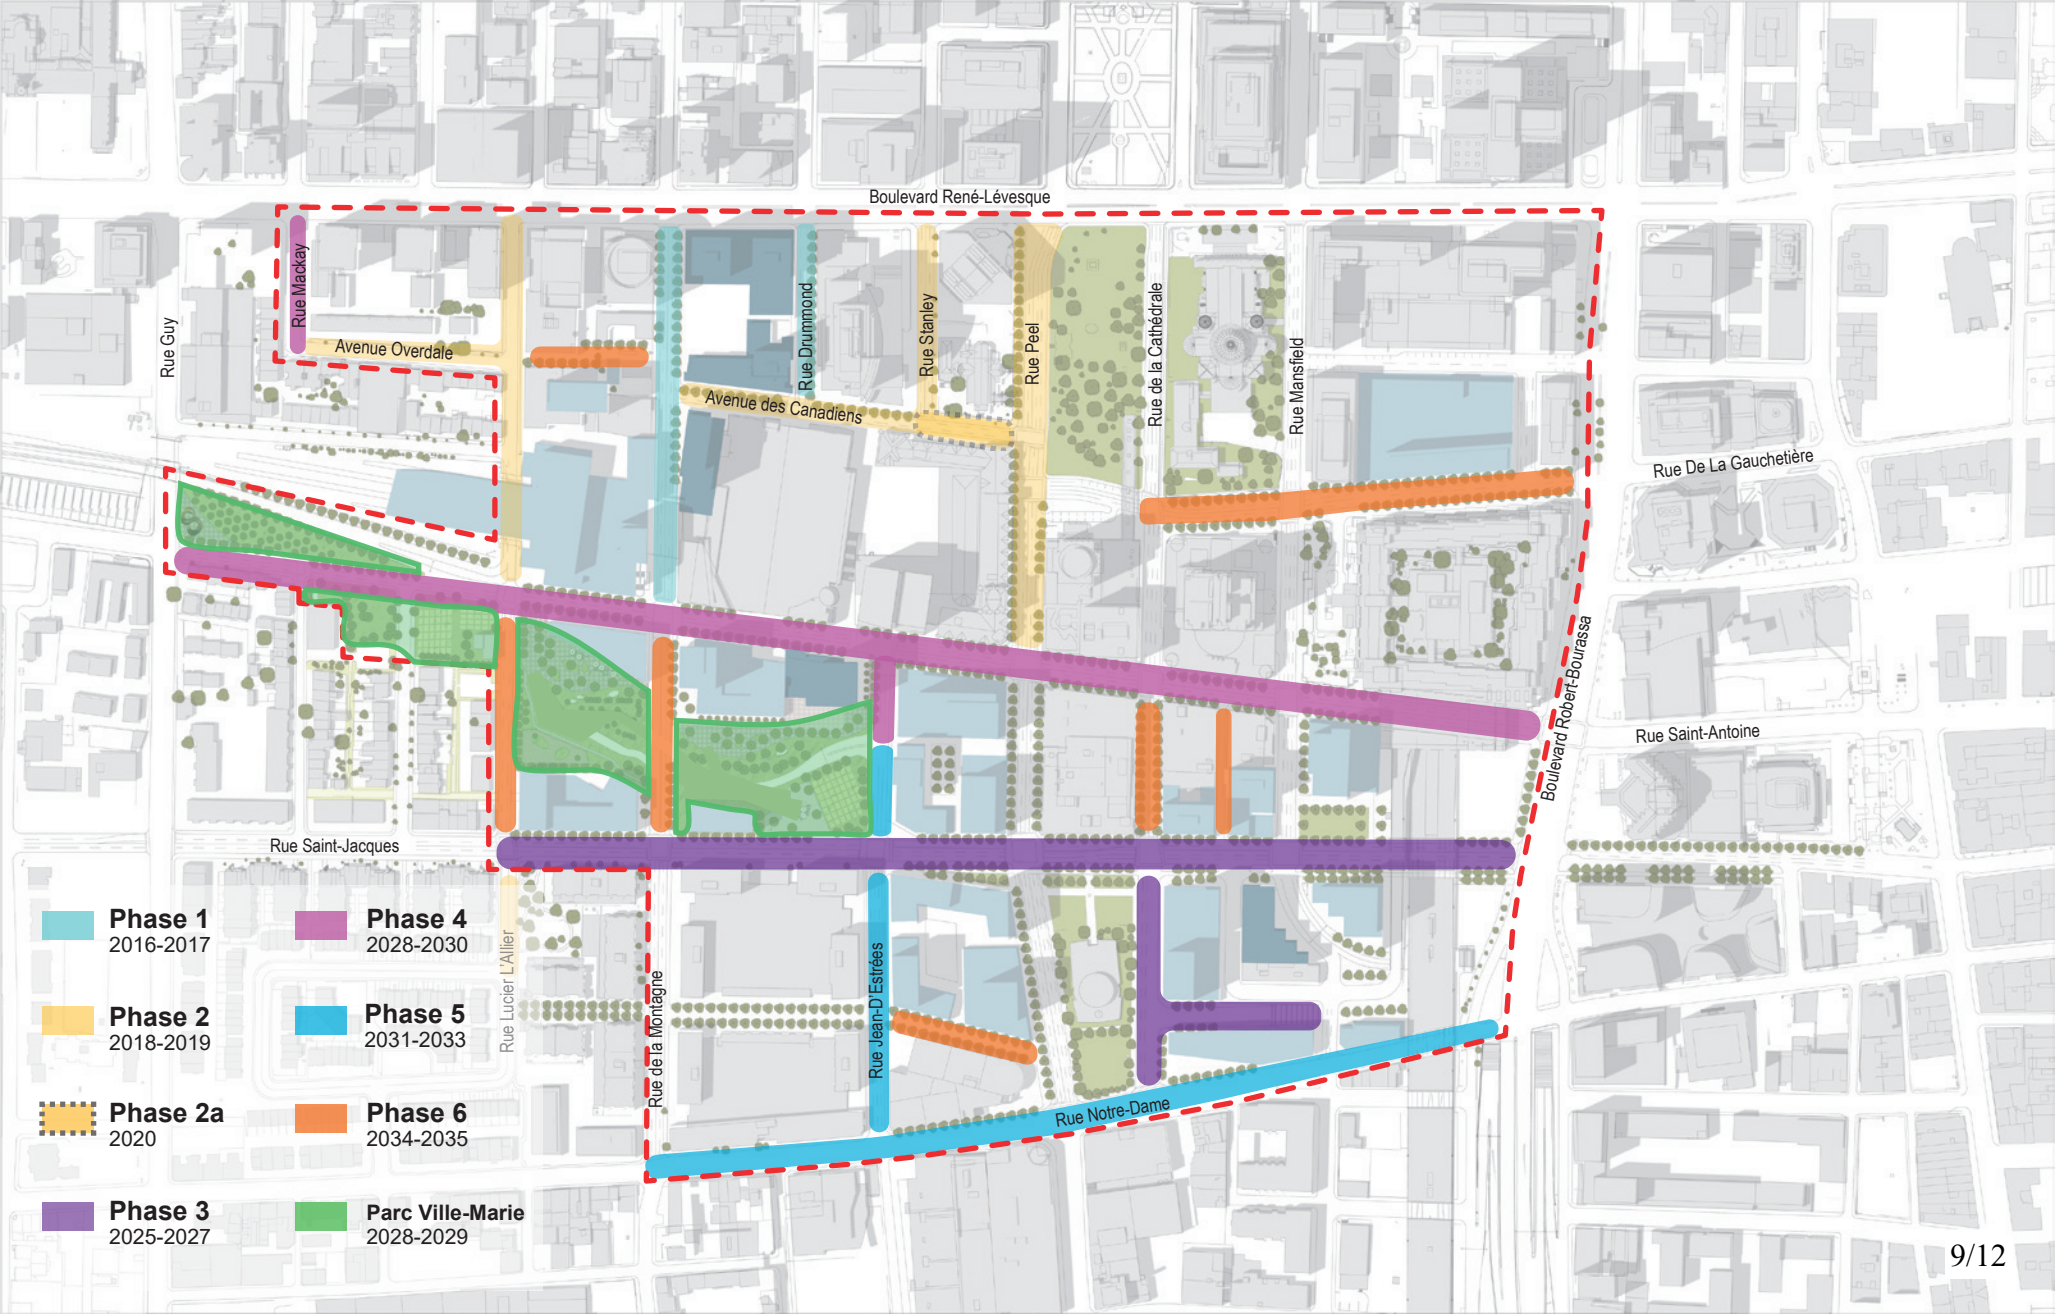 Boulevard René-Lévesque
Rue Mackay
Rue Guy
Avenue Overdale
Rue Drummond
Avenue des Canadiens
Rue Stanley
Rue Peel
Rue de la Cathédrale
Rue Mansfield
Rue De La Gauchetière
Boulevard Robert-Bourassa
Rue Saint-Antoine
Rue Saint-Jacques
Rue Lucier L'Allier
Rue de la Montagne
Rue Jean-D'Estrées
Rue Notre-Dame
Phase 1
2016-2017
Phase 2
2018-2019
Phase 2a
2020
Phase 3
2025-2027
Phase 4
2028-2030
Phase 5
2031-2033
Phase 6
2034-2035
Parc Ville-Marie
2028-2029
9/12